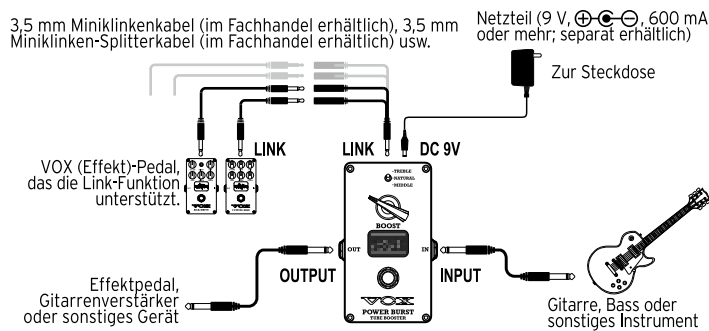 3,5 mm Miniklinkenkabel (im Fachhandel erhältlich), 3,5 mm
Miniklinken-Splitterkabel (im Fachhandel erhältlich) usw.
Netzteil (9 V, ⊕-C-⊖, 600 mA
oder mehr; separat erhältlich)
Zur Steckdose
LINK
LINK
DC 9V
VOX (Effekt)-Pedal,
das die Link-Funktion
unterstützt.
VOX
VOX
TREBLE
NATURAL
MIDDLE
BOOST
OUT
IN
OUTPUT
INPUT
VOX
POWER BURST
TUBE BOOSTER
Effektpedal,
Gitarrenverstärker
oder sonstiges Gerät
Gitarre, Bass oder
sonstiges Instrument